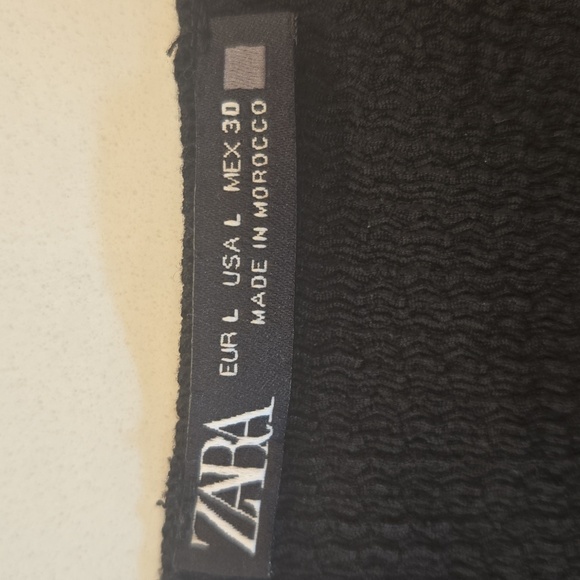 ZARA
EUR L USA L MEX 30
MADE IN MOROCCO